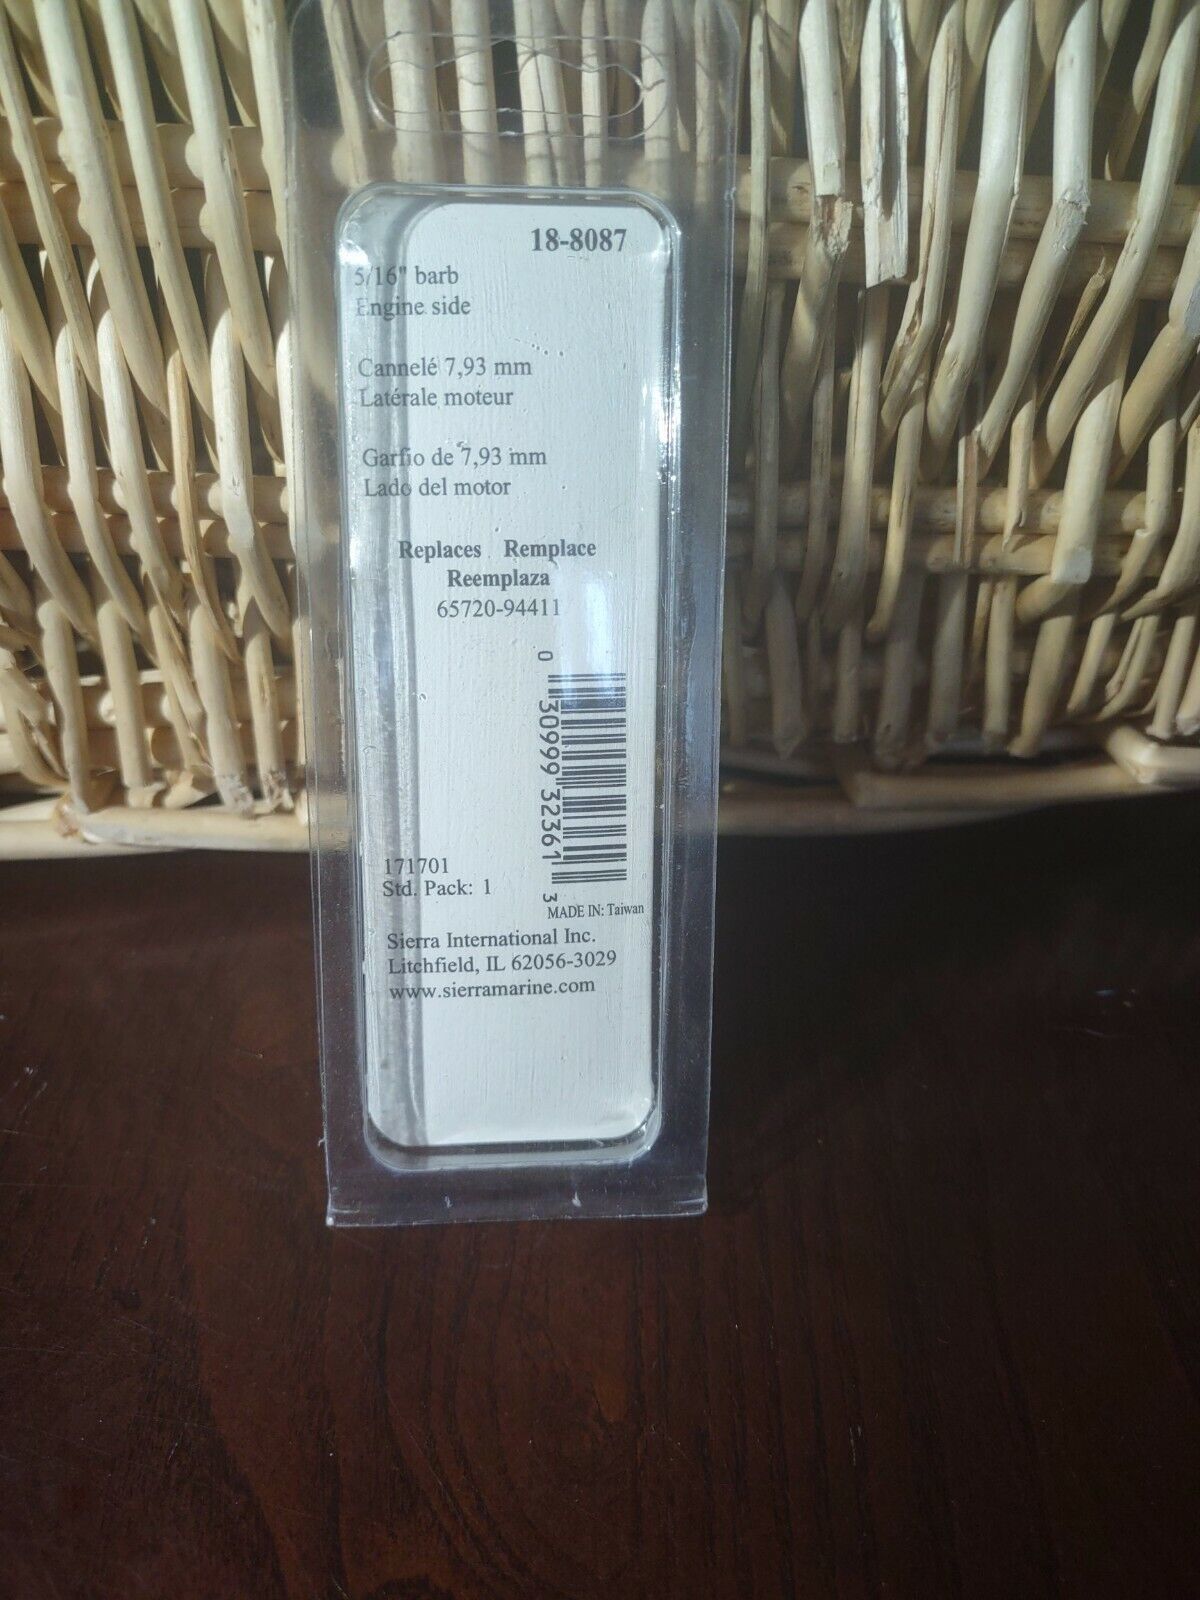 18-8087
5/16" barb
Engine side
Cannelé 7,93 mm
Latérale moteur
Garfio de 7,93 mm
Lado del motor
Replaces Remplace
Reemplaza
65720-94411
0 30999 32361 3
171701
Std. Pack: 1
MADE IN: Taiwan
Sierra International Inc.
Litchfield, IL 62056-3029
www.sierramarine.com